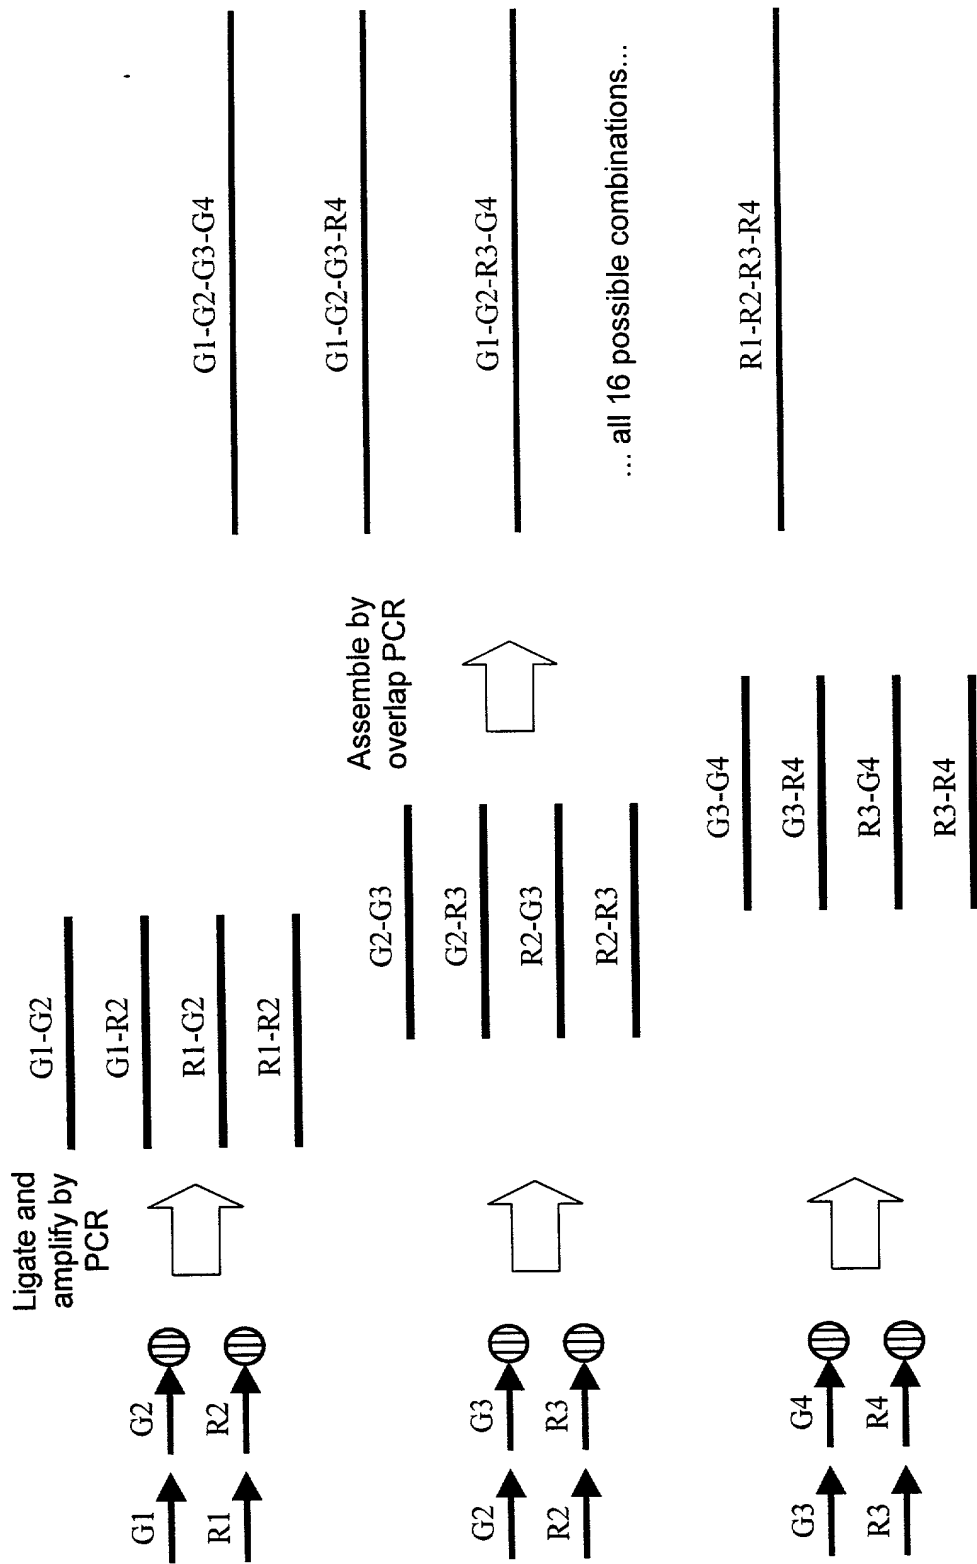 Ligate and
amplify by
PCR
G1
G2
R1
R2
G2
G3
R2
R3
G3
G4
R3
R4
G1-G2
G1-R2
R1-G2
R1-R2
G2-G3
G2-R3
R2-G3
R2-R3
G3-G4
G3-R4
R3-G4
R3-R4
Assemble by
overlap PCR
G1-G2-G3-G4
G1-G2-G3-R4
G1-G2-R3-G4
... all 16 possible combinations...
R1-R2-R3-R4